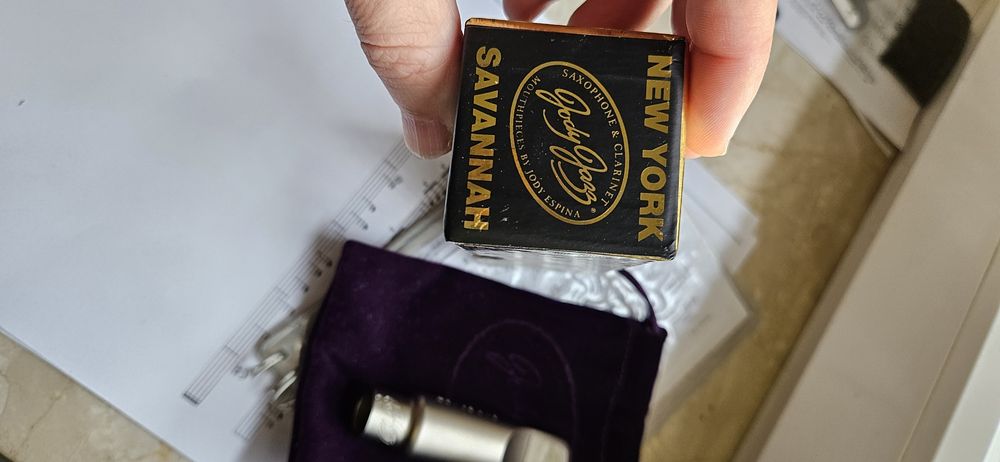 NEW YORK
SAXOPHONE & CLARINET
Jody Jazz ®
MOUTHPIECES BY JODY ESPINA
SAVANNAH